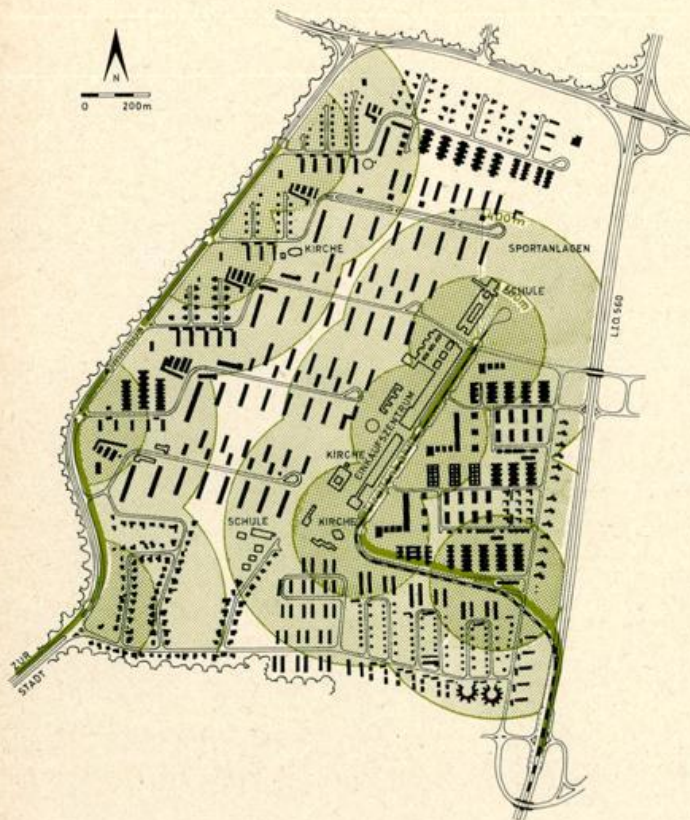 N
0 200m
400m
KIRCHE
SPORTANLAGEN
SCHULE
L.I.O. 560
EINKAUFSZENTRUM
KIRCHE
SCHULE
KIRCHE
ZUR
STADT